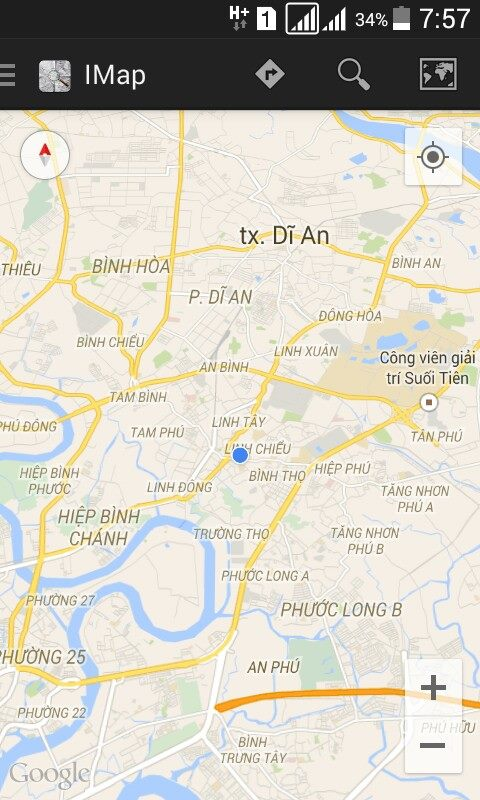 H+ 1 34% 7:57
IMap
tx. Dĩ An
BÌNH AN
THIÊU
BÌNH HÒA
P. DĨ AN
ĐÔNG HÒA
BÌNH CHIỂU
LINH XUÂN
Công viên giải
trí Suối Tiên
AN BÌNH
TAM BÌNH
LINH TÂY
PHÚ ĐÔNG
TAM PHÚ
TÂN PHÚ
LINH CHIỂU
HIỆP BÌNH
PHƯỚC
BÌNH THỌ
HIỆP PHÚ
LINH ĐÔNG
TĂNG NHƠN
PHÚ A
HIỆP BÌNH
CHÁNH
TRƯỜNG THỌ
TĂNG NHƠN
PHÚ B
PHƯỚC LONG A
PHƯỜNG 27
PHƯỚC LONG B
PHƯỜNG 25
AN PHÚ
PHƯỜNG 22
PHÚ HỮU
BÌNH
TRƯNG TÂY
Google